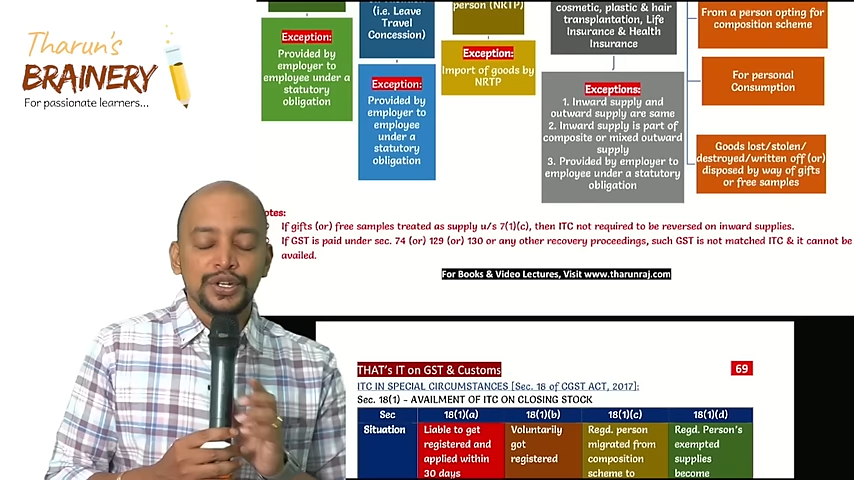 Tharun's
BRAINERY
For passionate learners...
(i.e. Leave
Travel
Concession)
person (NRTP)
cosmetic, plastic & hair
transplantation, Life
Insurance & Health
Insurance
From a person opting for
composition scheme
Exception:
Provided by
employer to
employee under a
statutory
obligation
Exception:
Provided by
employer to
employee
under a
statutory
obligation
Exception:
Import of goods by
NRTP
Exceptions:
1. Inward supply and
outward supply are same
2. Inward supply is part of
composite or mixed outward
supply
3. Provided by employer to
employee under a statutory
obligation
For personal
Consumption
Goods lost/stolen/
destroyed/written off (or)
disposed by way of gifts
or free samples
otes:
If gifts (or) free samples treated as supply u/s 7(1)(c), then ITC not required to be reversed on inward supplies.
If GST is paid under sec. 74 (or) 129 (or) 130 or any other recovery proceedings, such GST is not matched ITC & it cannot be
availed.
For Books & Video Lectures, Visit www.tharunraj.com
THAT's IT on GST & Customs
69
ITC IN SPECIAL CIRCUMSTANCES [Sec. 18 of CGST ACT, 2017]:
Sec. 18(1) - AVAILMENT OF ITC ON CLOSING STOCK
Sec 18(1)(a) 18(1)(b) 18(1)(c) 18(1)(d)
Situation
Liable to get
registered and
applied within
30 days
Voluntarily
got
registered
Regd. person
migrated from
composition
scheme to
Regd. Person's
exempted
supplies
become